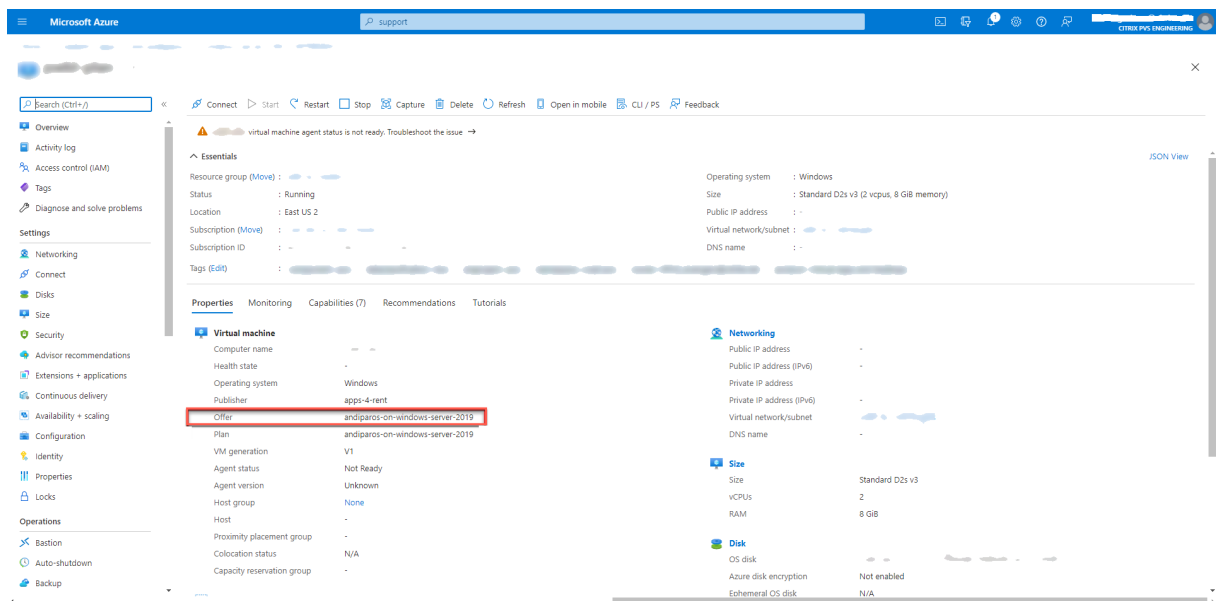 Microsoft Azure
support
1
CITRIX PVS ENGINEERING
Search (Ctrl+/)
Connect Start Restart Stop Capture Delete Refresh Open in mobile CLI / PS Feedback
Overview
Activity log
Access control (IAM)
Tags
Diagnose and solve problems
Settings
Networking
Connect
Disks
Size
Security
Advisor recommendations
Extensions + applications
Continuous delivery
Availability + scaling
Configuration
Identity
Properties
Locks
Operations
Bastion
Auto-shutdown
Backup
virtual machine agent status is not ready. Troubleshoot the issue →
Essentials
JSON View
Resource group (Move) :
Status : Running
Location : East US 2
Subscription (Move) :
Subscription ID :
Tags (Edit) :
Operating system : Windows
Size : Standard D2s v3 (2 vcpus, 8 GiB memory)
Public IP address : -
Virtual network/subnet :
DNS name : -
Properties Monitoring Capabilities (7) Recommendations Tutorials
Virtual machine
Computer name
Health state -
Operating system Windows
Publisher apps-4-rent
Offer andiparos-on-windows-server-2019
Plan andiparos-on-windows-server-2019
VM generation V1
Agent status Not Ready
Agent version Unknown
Host group None
Host -
Proximity placement group -
Colocation status N/A
Capacity reservation group -
Networking
Public IP address -
Public IP address (IPv6) -
Private IP address
Private IP address (IPv6) -
Virtual network/subnet
DNS name -
Size
Size Standard D2s v3
vCPUs 2
RAM 8 GiB
Disk
OS disk
Azure disk encryption Not enabled
Ephemeral OS disk N/A